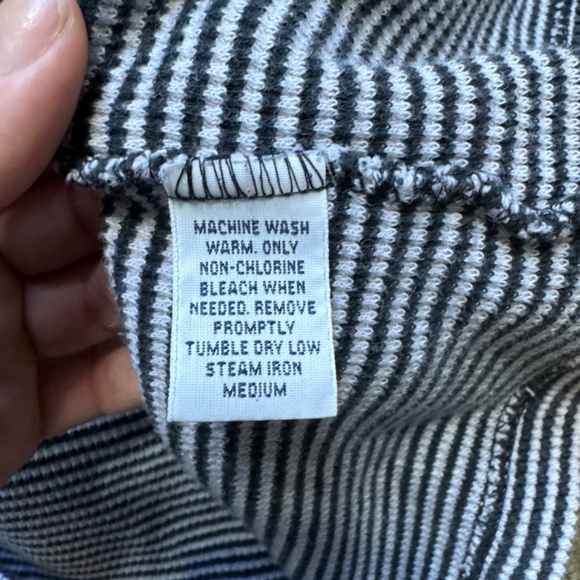 MACHINE WASH
WARM. ONLY
NON-CHLORINE
BLEACH WHEN
NEEDED. REMOVE
PROMPTLY
TUMBLE DRY LOW
STEAM IRON
MEDIUM